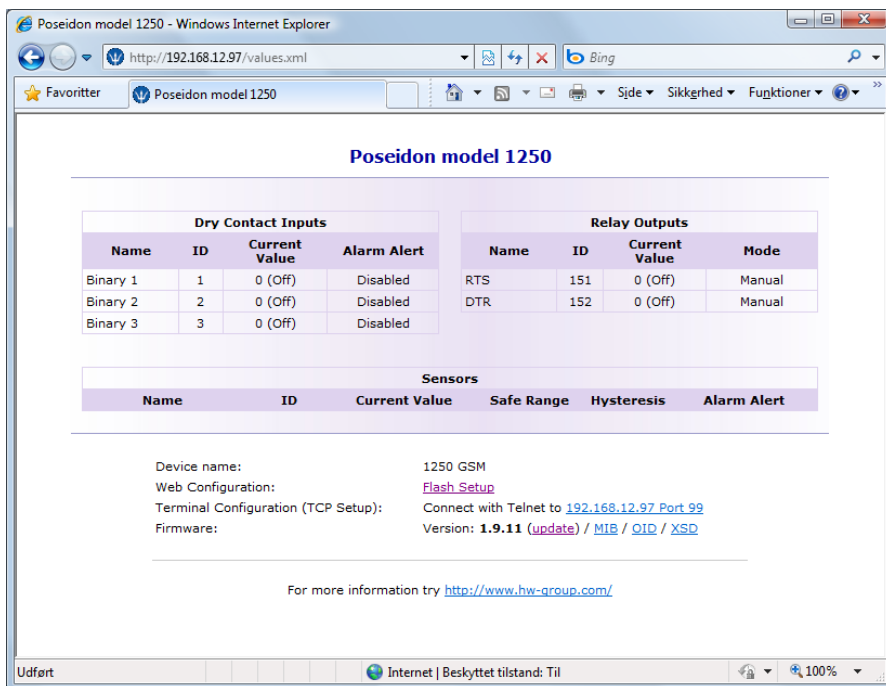 Poseidon model 1250 - Windows Internet Explorer
http://192.168.12.97/values.xml
Bing
Favoritter
Poseidon model 1250
Side
Sikkerhed
Funktioner
Poseidon model 1250
Dry Contact Inputs
Name ID Current Value Alarm Alert
Binary 1 1 0 (Off) Disabled
Binary 2 2 0 (Off) Disabled
Binary 3 3 0 (Off) Disabled
Relay Outputs
Name ID Current Value Mode
RTS 151 0 (Off) Manual
DTR 152 0 (Off) Manual
Sensors
Name ID Current Value Safe Range Hysteresis Alarm Alert
Device name: 1250 GSM
Web Configuration: Flash Setup
Terminal Configuration (TCP Setup): Connect with Telnet to 192.168.12.97 Port 99
Firmware: Version: 1.9.11 (update) / MIB / OID / XSD
For more information try http://www.hw-group.com/
Udført
Internet | Beskyttet tilstand: Til
100%